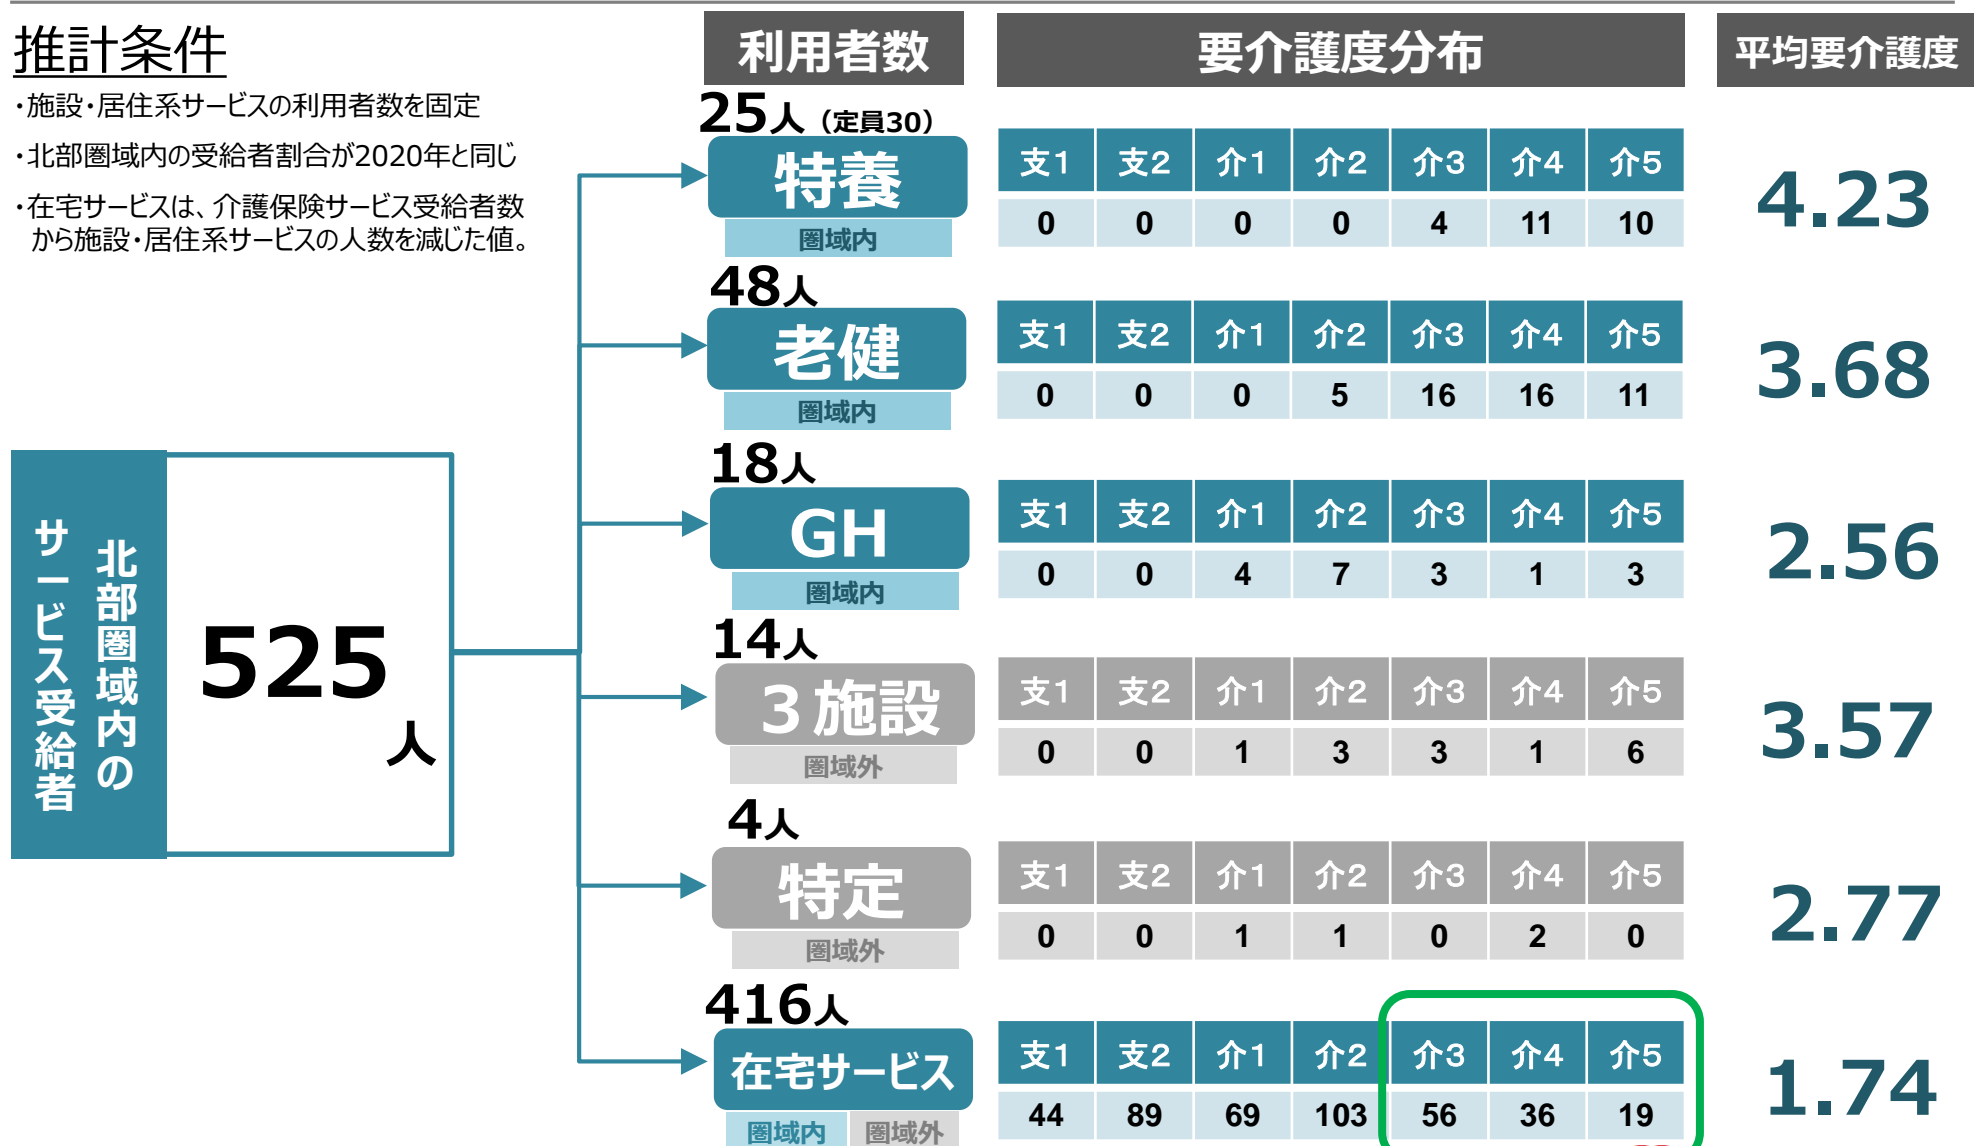 推計条件
・施設・居住系サービスの利用者数を固定
・北部圏域内の受給者割合が2020年と同じ
・在宅サービスは、介護保険サービス受給者数
から施設・居住系サービスの人数を減じた値。
北部圏域内の
サービス受給者
525人
利用者数 要介護度分布 平均要介護度
25人（定員30）
特養
圏域内
支1 支2 介1 介2 介3 介4 介5
0 0 0 0 4 11 10
4.23
48人
老健
圏域内
支1 支2 介1 介2 介3 介4 介5
0 0 0 5 16 16 11
3.68
18人
GH
圏域内
支1 支2 介1 介2 介3 介4 介5
0 0 4 7 3 1 3
2.56
14人
３施設
圏域外
支1 支2 介1 介2 介3 介4 介5
0 0 1 3 3 1 6
3.57
4人
特定
圏域外
支1 支2 介1 介2 介3 介4 介5
0 0 1 1 0 2 0
2.77
416人
在宅サービス
圏域内 圏域外
支1 支2 介1 介2 介3 介4 介5
44 89 69 103 56 36 19
1.74